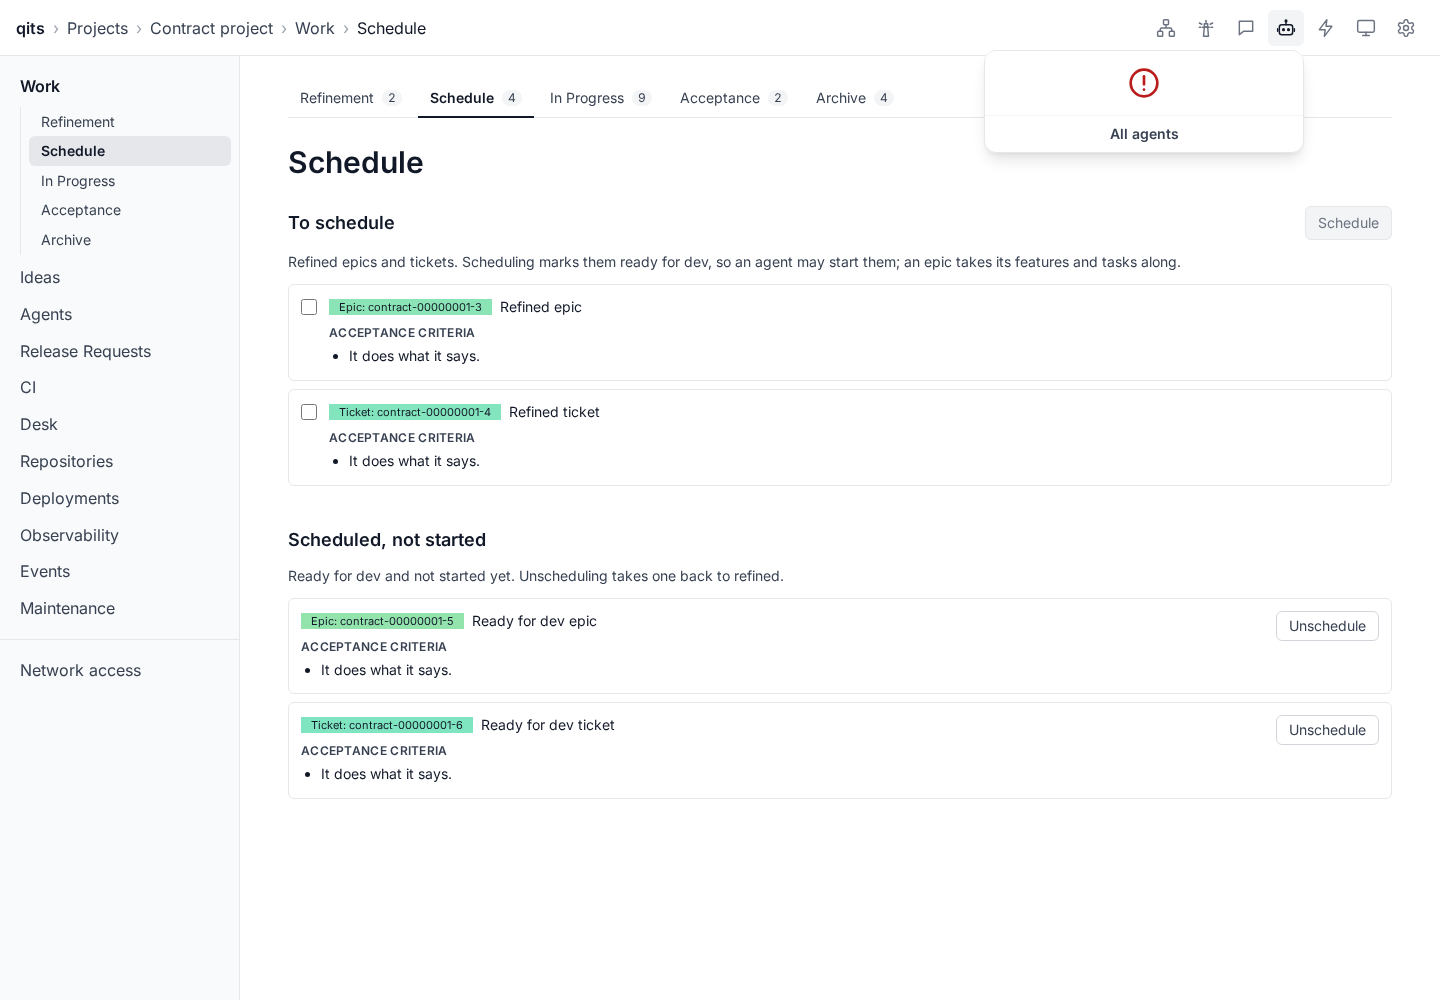 qits › Projects › Contract project › Work › Schedule
All agents
Work
Refinement
Schedule
In Progress
Acceptance
Archive
Ideas
Agents
Release Requests
CI
Desk
Repositories
Deployments
Observability
Events
Maintenance
Network access
Refinement 2 Schedule 4 In Progress 9 Acceptance 2 Archive 4
Schedule
To schedule Schedule
Refined epics and tickets. Scheduling marks them ready for dev, so an agent may start them; an epic takes its features and tasks along.
Epic: contract-00000001-3 Refined epic
ACCEPTANCE CRITERIA
• It does what it says.
Ticket: contract-00000001-4 Refined ticket
ACCEPTANCE CRITERIA
• It does what it says.
Scheduled, not started
Ready for dev and not started yet. Unscheduling takes one back to refined.
Epic: contract-00000001-5 Ready for dev epic Unschedule
ACCEPTANCE CRITERIA
• It does what it says.
Ticket: contract-00000001-6 Ready for dev ticket Unschedule
ACCEPTANCE CRITERIA
• It does what it says.